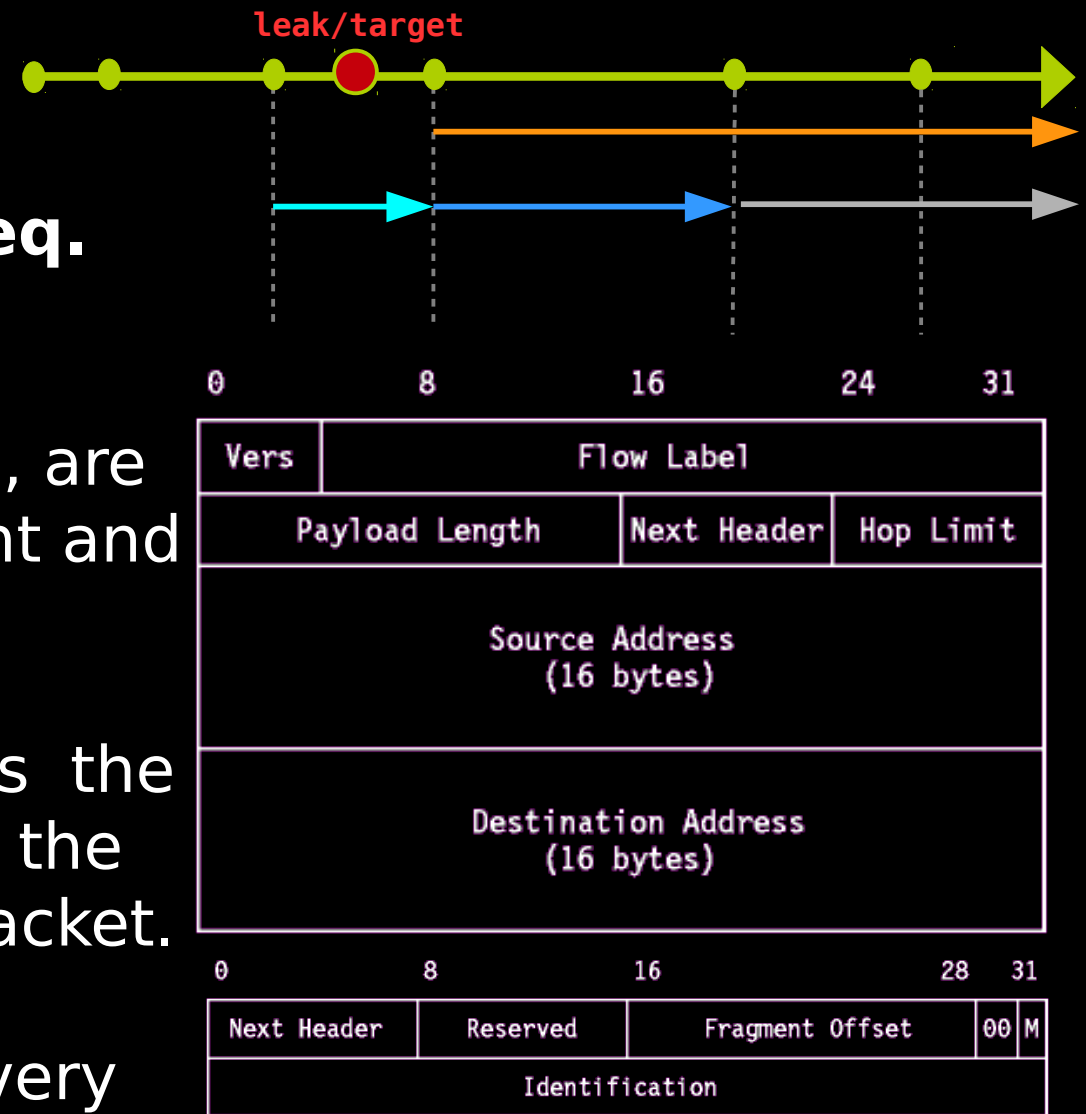 leak/target
eq.
0 8 16 24 31
, are
Vers Flow Label
nt and
Payload Length Next Header Hop Limit
Source Address
(16 bytes)
s the
the
acket.
Destination Address
(16 bytes)
0 8 16 28 31
Next Header Reserved Fragment Offset 00 M
very
Identification